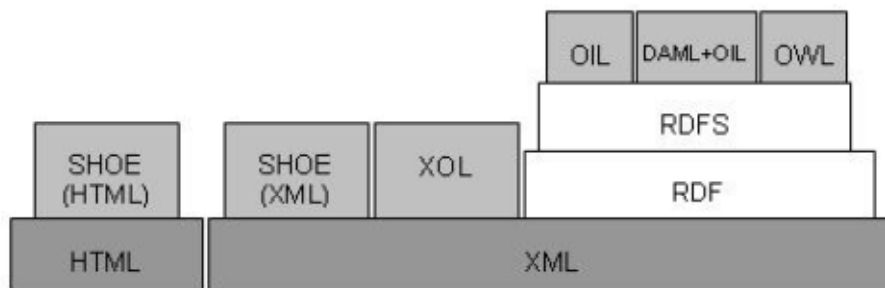 OIL DAML+OIL OWL
RDFS
SHOE
(HTML)
SHOE
(XML)
XOL
RDF
HTML
XML